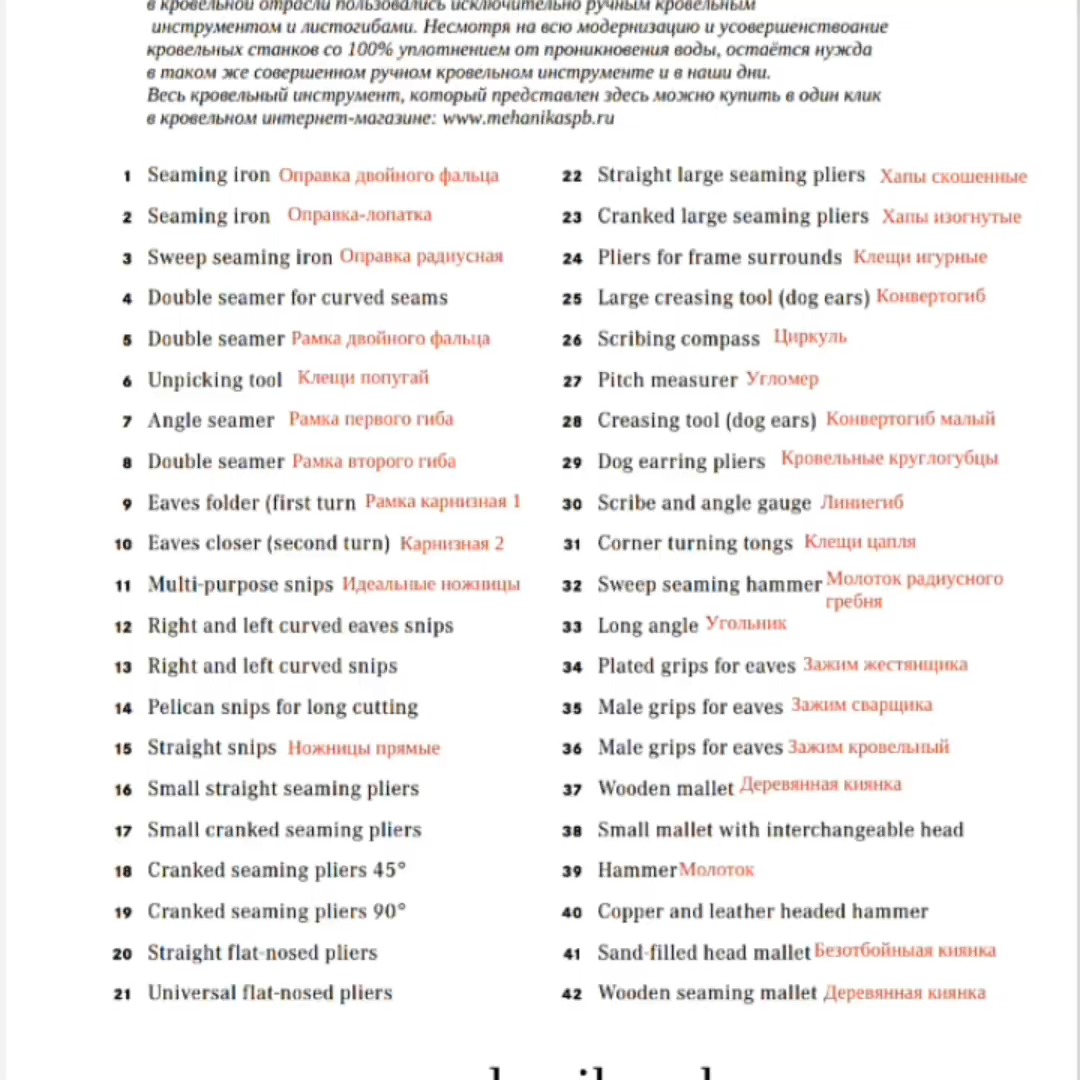 в кровельной отрасли пользовались исключительно ручным кровельным
инструментом и листогибами. Несмотря на всю модернизацию и усовершенствоание
кровельных станков со 100% уплотнением от проникновения воды, остаётся нужда
в таком же совершенном ручном кровельном инструменте и в наши дни.
Весь кровельный инструмент, который представлен здесь можно купить в один клик
в кровельном интернет-магазине: www.mehanikaspb.ru
1 Seaming iron Оправка двойного фальца
2 Seaming iron Оправка-лопатка
3 Sweep seaming iron Оправка радиусная
4 Double seamer for curved seams
5 Double seamer Рамка двойного фальца
6 Unpicking tool Клещи попугай
7 Angle seamer Рамка первого гиба
8 Double seamer Рамка второго гиба
9 Eaves folder (first turn Рамка карнизная 1
10 Eaves closer (second turn) Карнизная 2
11 Multi-purpose snips Идеальные ножницы
12 Right and left curved eaves snips
13 Right and left curved snips
14 Pelican snips for long cutting
15 Straight snips Ножницы прямые
16 Small straight seaming pliers
17 Small cranked seaming pliers
18 Cranked seaming pliers 45°
19 Cranked seaming pliers 90°
20 Straight flat-nosed pliers
21 Universal flat-nosed pliers
22 Straight large seaming pliers Хапы скошенные
23 Cranked large seaming pliers Хапы изогнутые
24 Pliers for frame surrounds Клещи игурные
25 Large creasing tool (dog ears) Конвертогиб
26 Scribing compass Циркуль
27 Pitch measurer Угломер
28 Creasing tool (dog ears) Конвертогиб малый
29 Dog earring pliers Кровельные круглогубцы
30 Scribe and angle gauge Линиегиб
31 Corner turning tongs Клещи цапля
32 Sweep seaming hammer Молоток радиусного
гребня
33 Long angle Угольник
34 Plated grips for eaves Зажим жестянщика
35 Male grips for eaves Зажим сварщика
36 Male grips for eaves Зажим кровельный
37 Wooden mallet Деревянная киянка
38 Small mallet with interchangeable head
39 Hammer Молоток
40 Copper and leather headed hammer
41 Sand-filled head mallet Безотбойныая киянка
42 Wooden seaming mallet Деревянная киянка